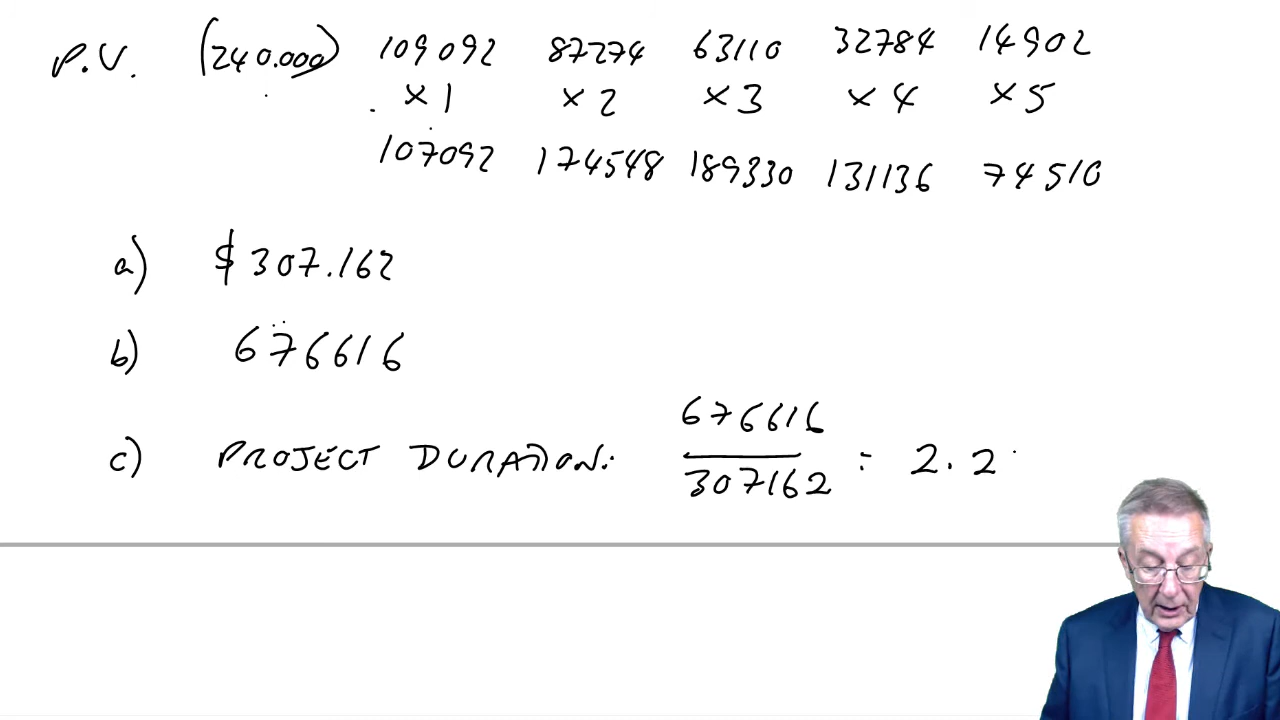 P.V. (240.000) 109092 87274 63110 32784 14902
× 1 × 2 × 3 × 4 × 5
107092 174548 189330 131136 74510
a) $307.162
b) 676616
c) PROJECT DURATION: 676616 / 307162 = 2.2